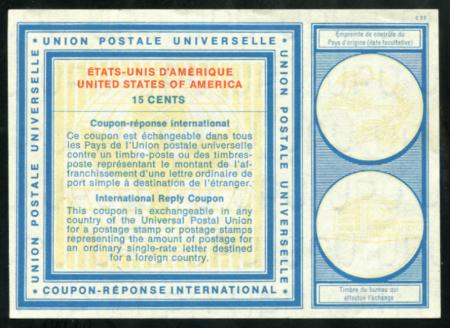 C 22
* UNION POSTALE UNIVERSELLE *
UNION POSTALE UNIVERSELLE
UNION POSTALE UNIVERSELLE
ÉTATS-UNIS D'AMÉRIQUE
UNITED STATES OF AMERICA
15 CENTS
Coupon-réponse international
Ce coupon est échangeable dans tous
les Pays de l'Union postale universelle
contre un timbre-poste ou des timbres-
poste représentant le montant de l'af-
franchissement d'une lettre ordinaire de
port simple à destination de l'étranger.
International Reply Coupon
This coupon is exchangeable in any
country of the Universal Postal Union
for a postage stamp or postage stamps
representing the amount of postage for
an ordinary single-rate letter destined
for a foreign country.
* COUPON-RÉPONSE INTERNATIONAL *
Empreinte de contrôle du
Pays d'origine (date facultative)
Timbre du bureau qui
effectue l'échange